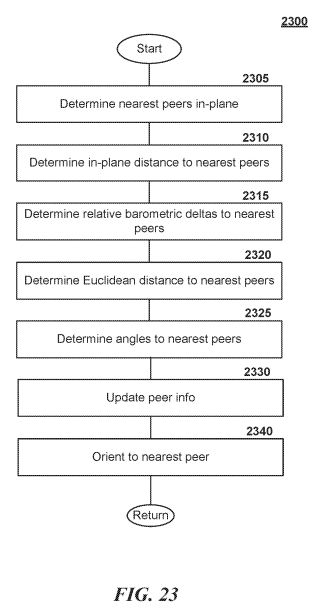 2300
Start
2305
Determine nearest peers in-plane
2310
Determine in-plane distance to nearest peers
2315
Determine relative barometric deltas to nearest
peers
2320
Determine Euclidean distance to nearest peers
2325
Determine angles to nearest peers
2330
Update peer info
2340
Orient to nearest peer
Return
FIG. 23